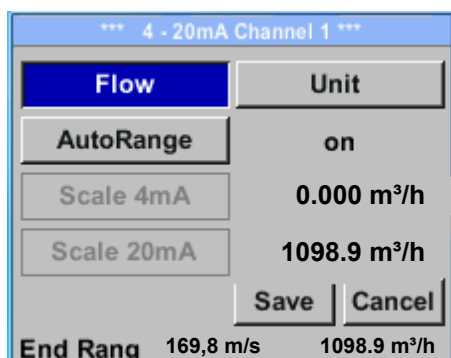 *** 4 - 20mA Channel 1 ***
Flow Unit
AutoRange on
Scale 4mA 0.000 m³/h
Scale 20mA 1098.9 m³/h
Save Cancel
End Rang 169,8 m/s 1098.9 m³/h